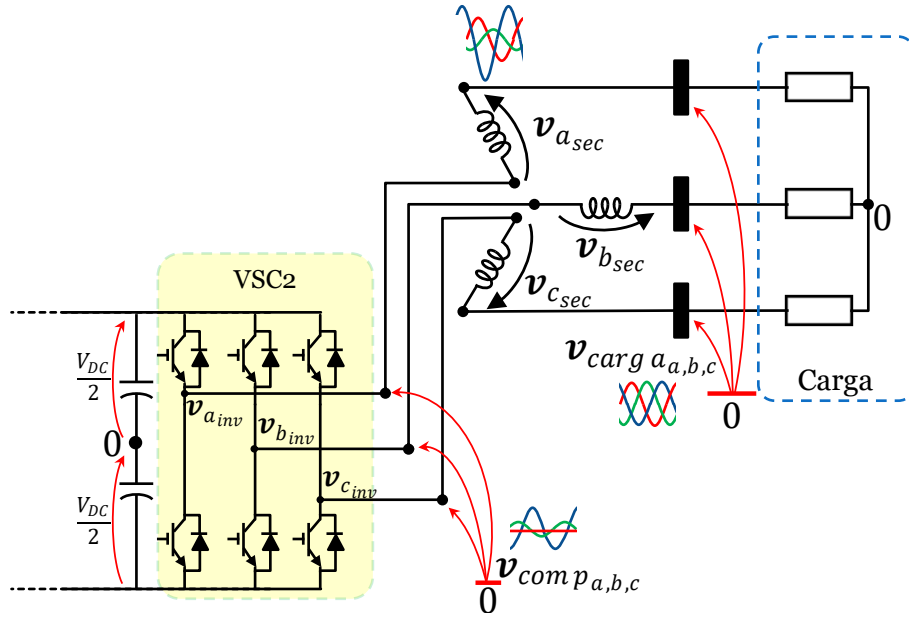 v_{a_{sec}}
0
v_{b_{sec}}
v_{c_{sec}}
VSC2
v_{carg a_{a,b,c}}
Carga
0
V_{DC}/2
v_{a_{inv}}
v_{b_{inv}}
0
v_{c_{inv}}
V_{DC}/2
v_{com p_{a,b,c}}
0